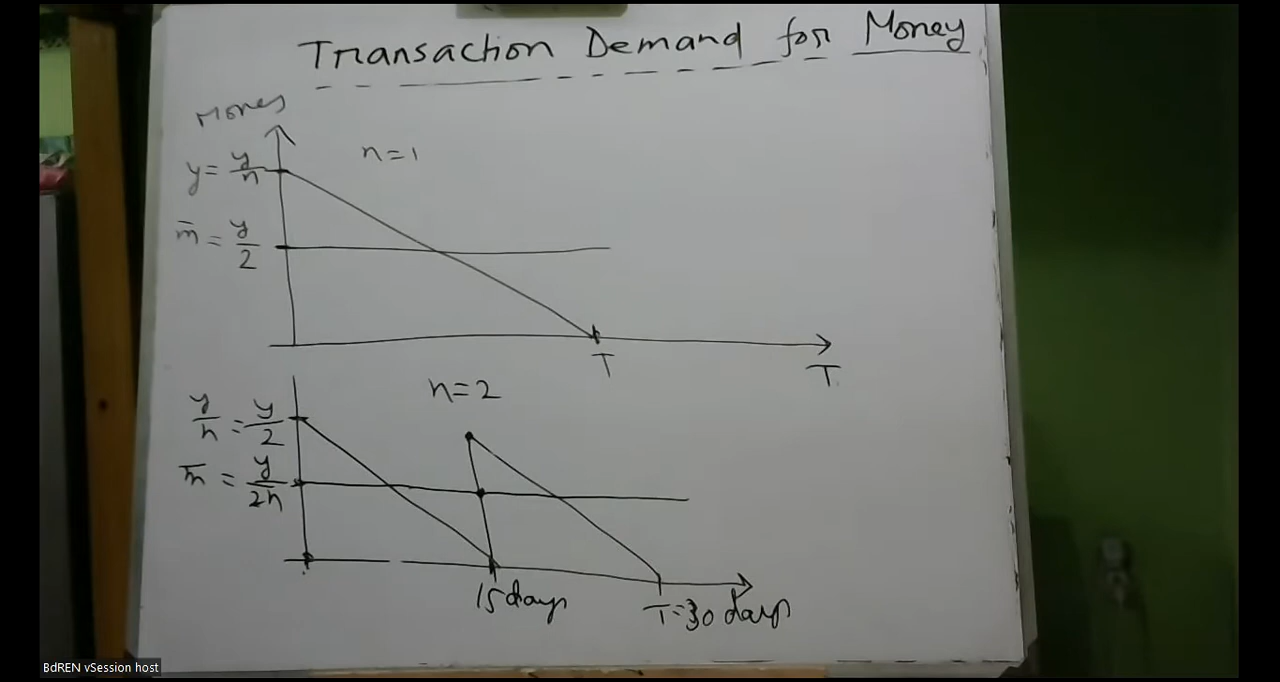 Transaction Demand for Money
Money
y = y/n
n=1
m̄ = y/2
T
T
n=2
y/n = y/2
m̄ = y/2n
15 days
T=30 days
BdREN vSession host